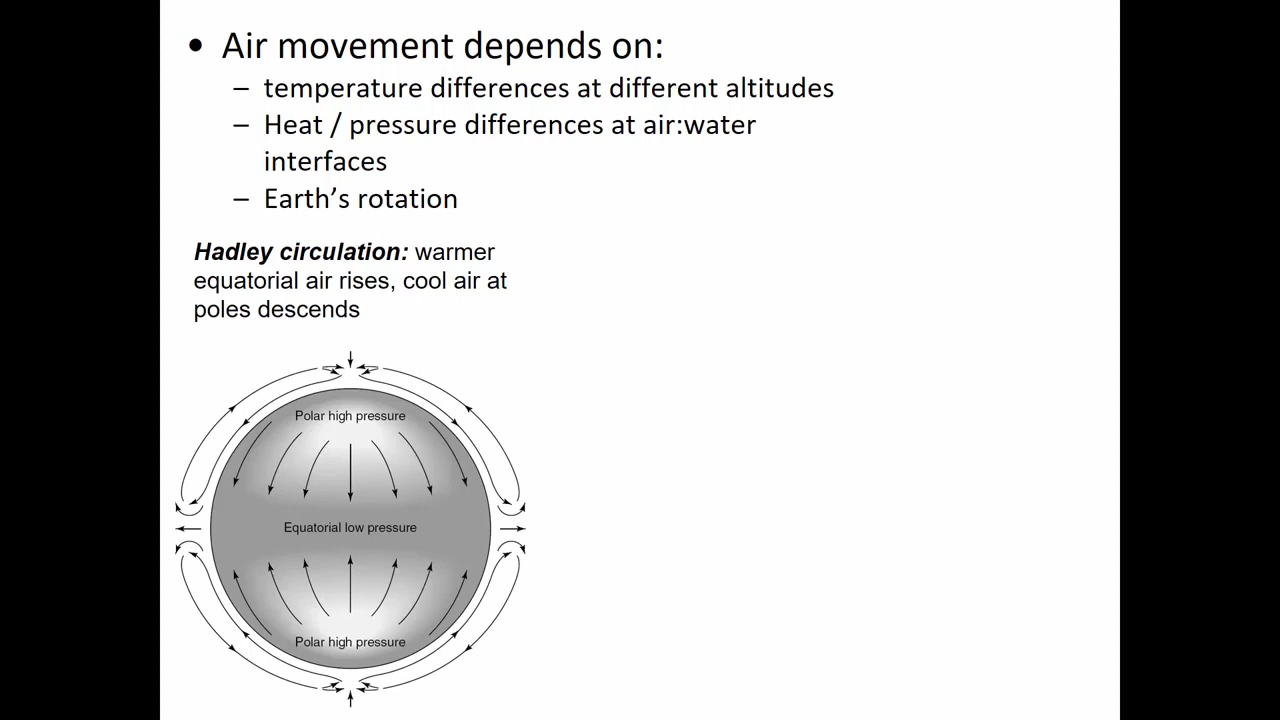 • Air movement depends on:
– temperature differences at different altitudes
– Heat / pressure differences at air:water
interfaces
– Earth’s rotation
Hadley circulation: warmer
equatorial air rises, cool air at
poles descends
Polar high pressure
Equatorial low pressure
Polar high pressure